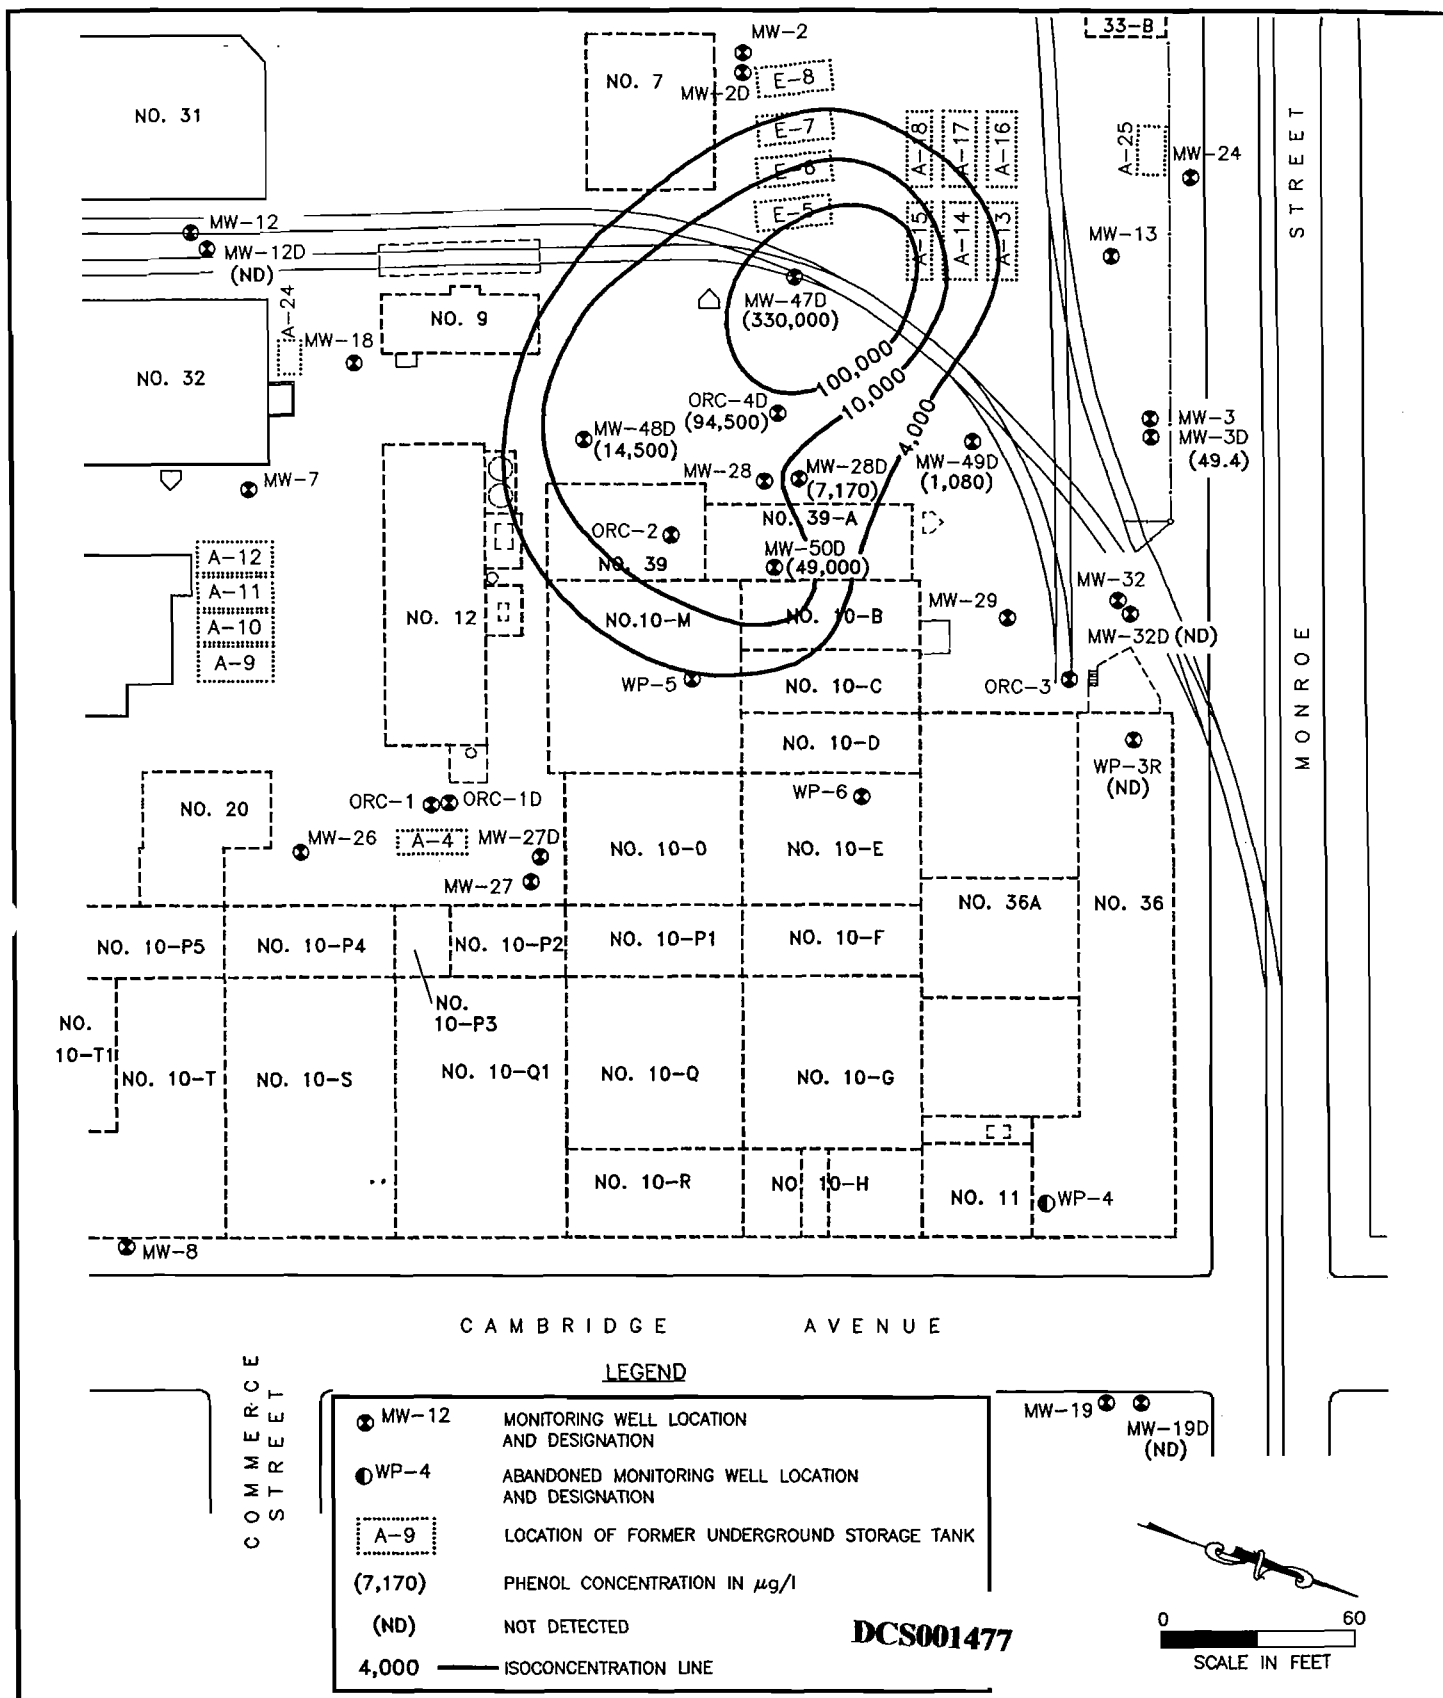 33-B
MW-2
NO. 7
MW-2D
E-8
NO. 31
E-7
A-18
A-17
A-16
A-25
MW-24
STREET
E-6
E-5
A-15
A-14
A-13
MW-12
MW-12D
(ND)
MW-13
A-24
MW-47D
(330,000)
NO. 9
MW-18
NO. 32
100,000
10,000
4,000
ORC-4D
(94,500)
MW-48D
(14,500)
MW-3
MW-3D
(49.4)
MW-28
MW-28D
(7,170)
MW-49D
(1,080)
MW-7
NO. 39-A
ORC-2
NO. 39
MW-50D
(49,000)
A-12
A-11
A-10
A-9
NO. 12
NO.10-M
NO. 10-B
MW-29
MW-32
MW-32D (ND)
MONROE
WP-5
NO. 10-C
ORC-3
NO. 10-D
WP-3R
(ND)
NO. 20
ORC-1
ORC-1D
WP-6
MW-26
A-4
MW-27D
MW-27
NO. 10-O
NO. 10-E
NO. 36A
NO. 36
NO. 10-P5
NO. 10-P4
NO. 10-P2
NO. 10-P1
NO. 10-F
NO.
10-P3
NO.
10-T1
NO. 10-T
NO. 10-S
NO. 10-Q1
NO. 10-Q
NO. 10-G
NO. 10-R
NO 10-H
NO. 11
WP-4
MW-8
CAMBRIDGE AVENUE
COMMERCE
STREET
MW-19
MW-19D
(ND)
LEGEND
MW-12 MONITORING WELL LOCATION
AND DESIGNATION
WP-4 ABANDONED MONITORING WELL LOCATION
AND DESIGNATION
A-9 LOCATION OF FORMER UNDERGROUND STORAGE TANK
(7,170) PHENOL CONCENTRATION IN µg/l
(ND) NOT DETECTED
4,000 ISOCONCENTRATION LINE
DCS001477
0 60
SCALE IN FEET